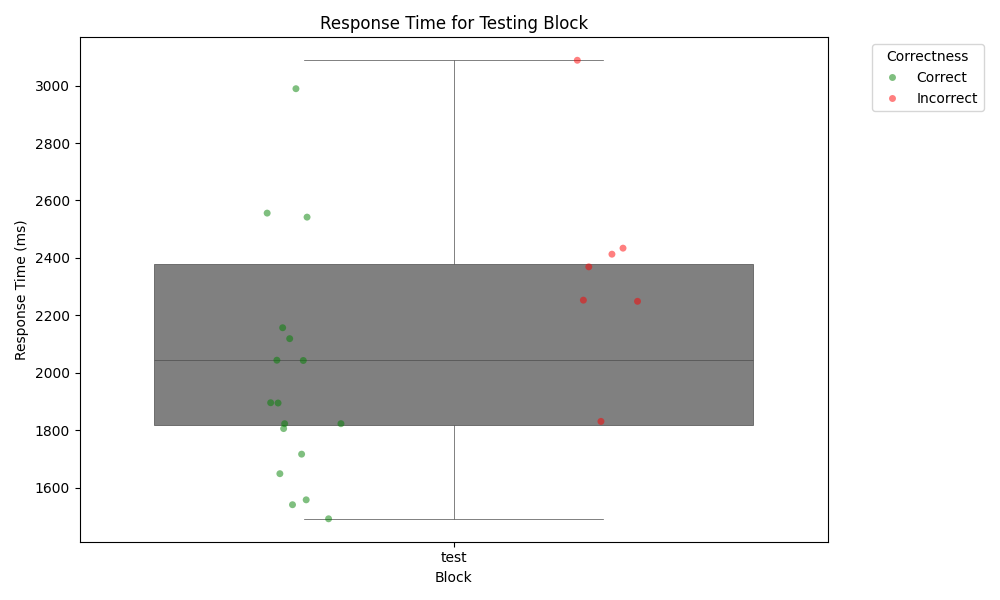 Response Time for Testing Block
Correctness
Correct
Incorrect
Response Time (ms)
3000
2800
2600
2400
2200
2000
1800
1600
test
Block